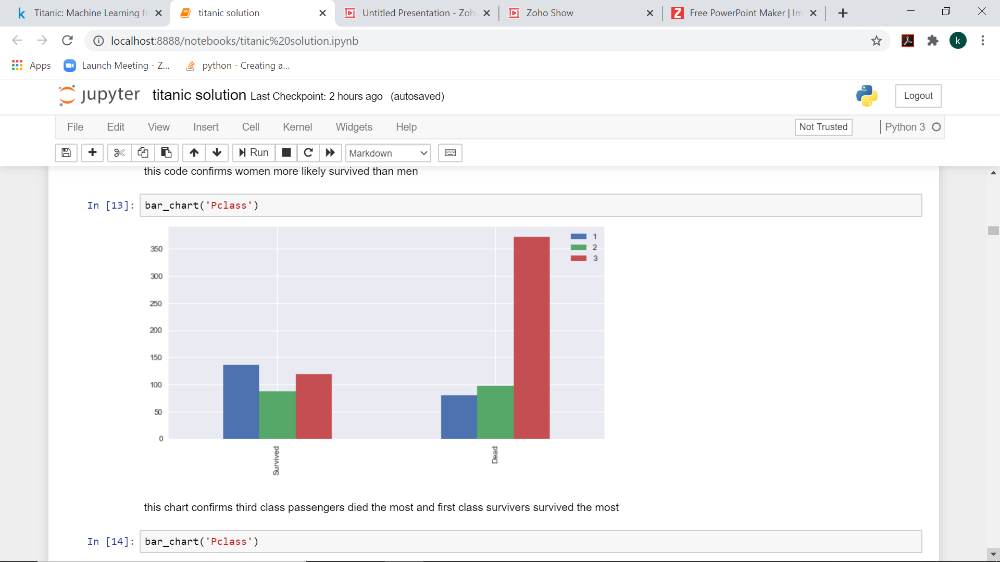 Titanic: Machine Learning fr
titanic solution
Untitled Presentation - Zoh
Zoho Show
Free PowerPoint Maker | Im
localhost:8888/notebooks/titanic%20solution.ipynb
k
Apps
Launch Meeting - Z...
python - Creating a...
jupyter titanic solution Last Checkpoint: 2 hours ago (autosaved)
Logout
File Edit View Insert Cell Kernel Widgets Help
Not Trusted
Python 3
Run
Markdown
this code confirms women more likely survived than men
In [13]: bar_chart('Pclass')
1
2
3
350
300
250
200
150
100
50
0
Survived
Dead
this chart confirms third class passengers died the most and first class survivers survived the most
In [14]: bar_chart('Pclass')